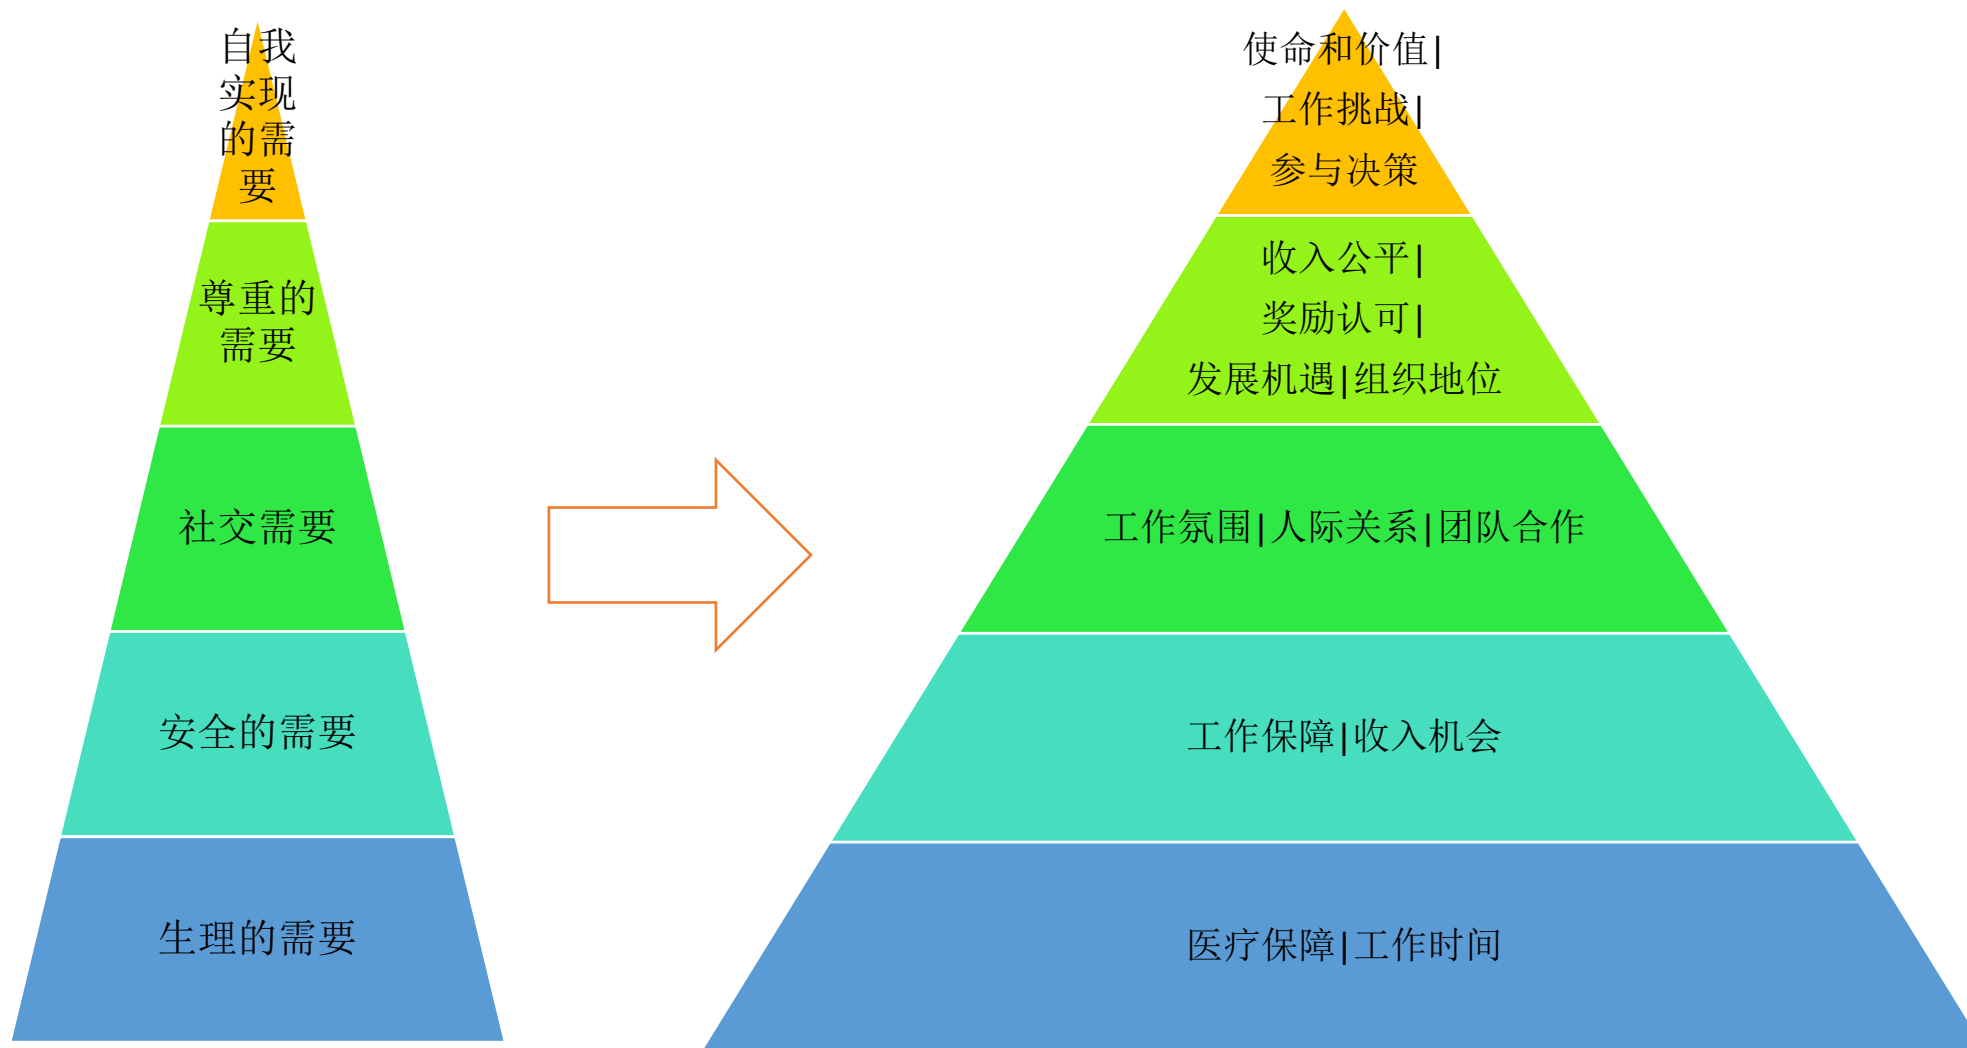 自我
实现
的需
要
尊重的
需要
社交需要
安全的需要
生理的需要
使命和价值|
工作挑战|
参与决策
收入公平|
奖励认可|
发展机遇|组织地位
工作氛围|人际关系|团队合作
工作保障|收入机会
医疗保障|工作时间